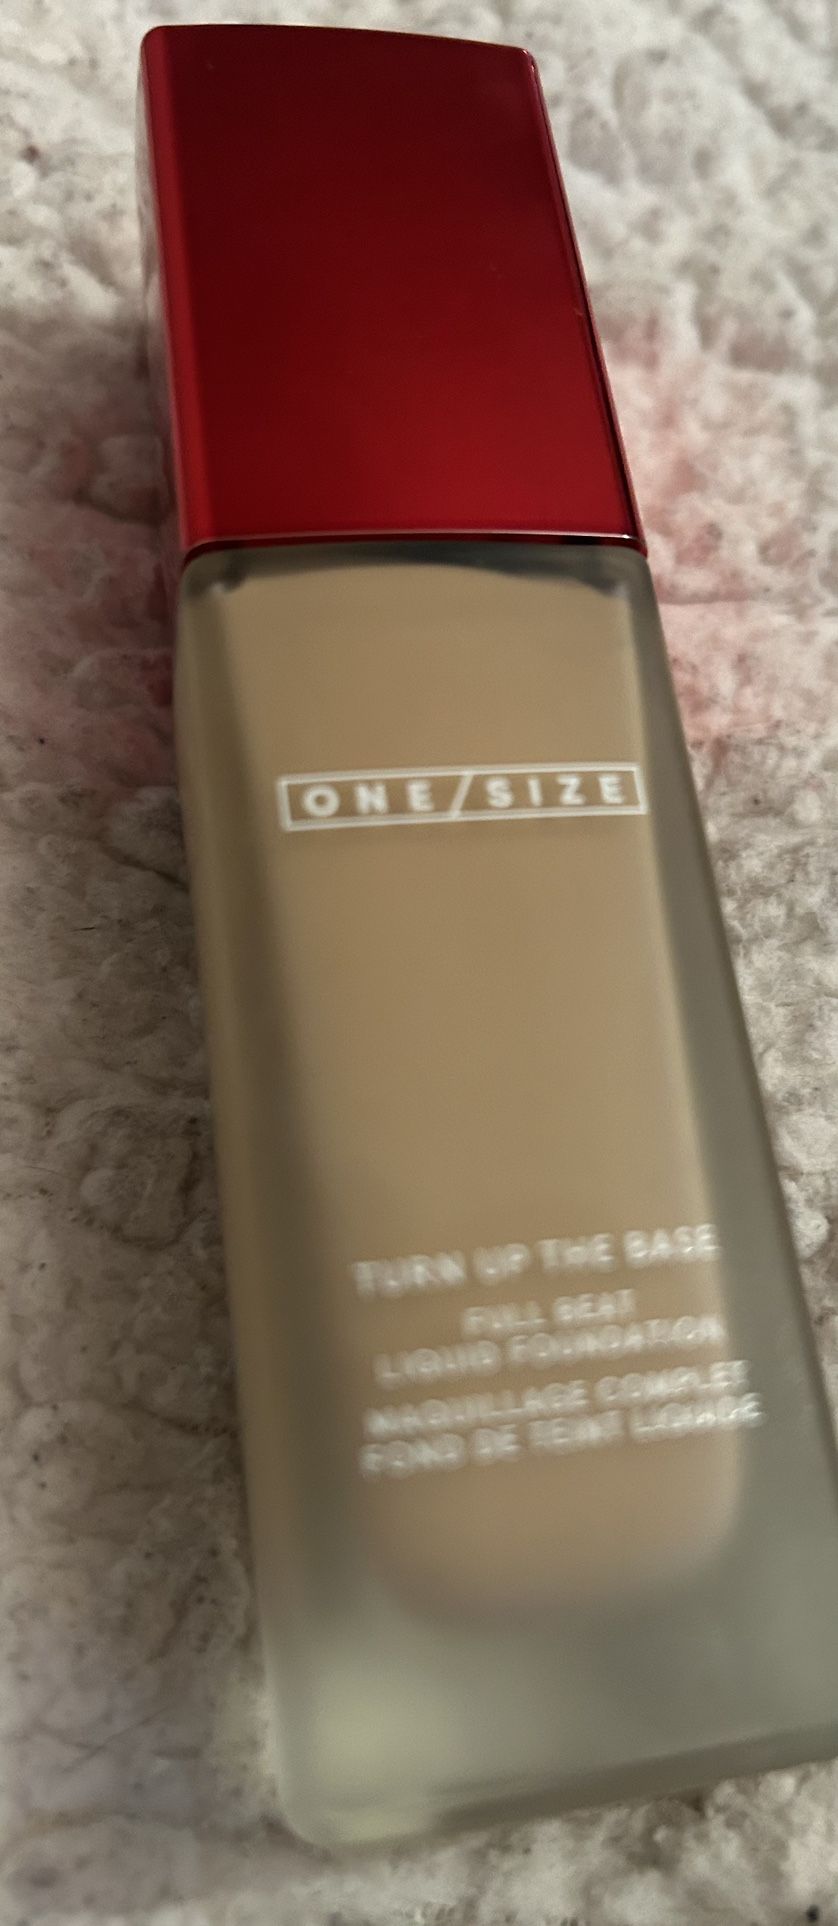 ONE/SIZE
TURN UP THE BASE
FULL BEAT
LIQUID FOUNDATION
MAQUILLAGE COMPLET
FOND DE TEINT LIQUIDE